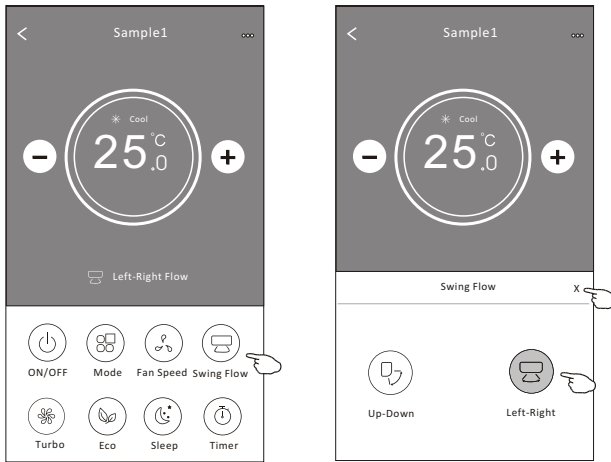 Sample1
Cool
25.0°C
Left-Right Flow
ON/OFF Mode Fan Speed Swing Flow
Turbo Eco Sleep Timer
Sample1
Cool
25.0°C
Swing Flow X
Up-Down Left-Right